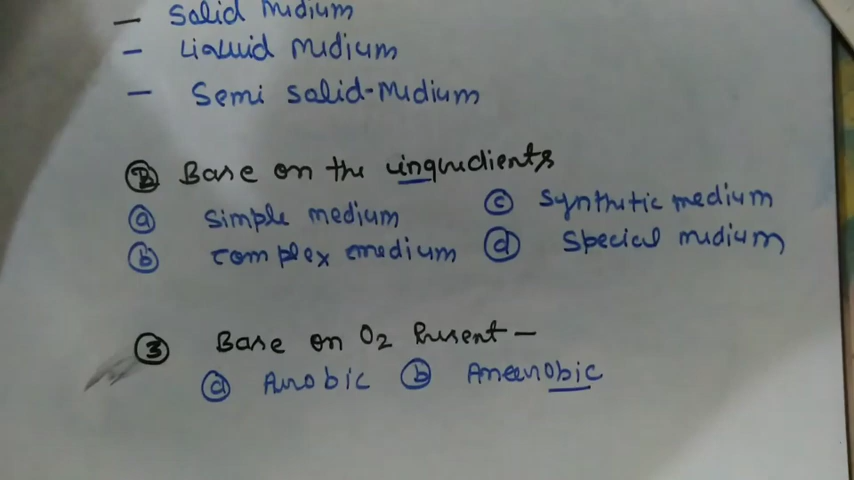 — Solid medium
– Liquid medium
– Semi Solid-medium
B Base on the ingredients
a Simple medium c Synthetic medium
b complex medium d Special medium
3 Base on O2 Present —
a Aerobic b Anaerobic